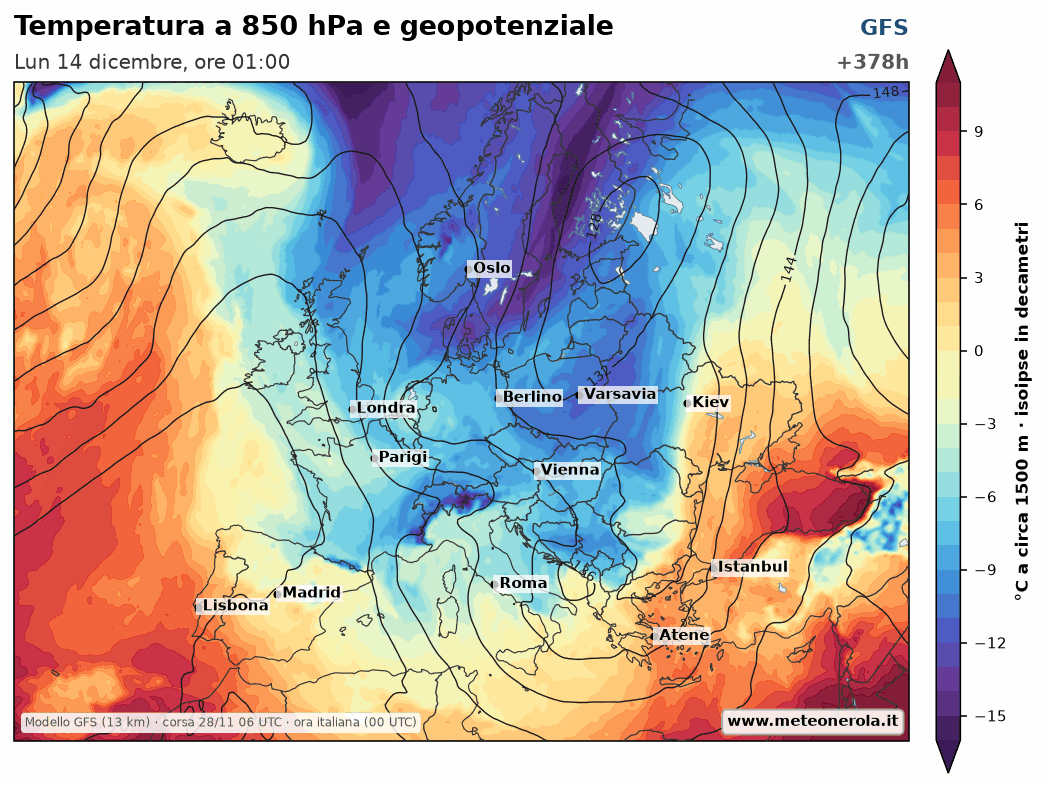 Temperatura a 850 hPa e geopotenziale
GFS
Lun 14 dicembre, ore 01:00
+378h
148
128
144
132
136
Oslo
Berlino
Varsavia
Kiev
Londra
Parigi
Vienna
Istanbul
Roma
Madrid
Lisbona
Atene
9
6
3
0
−3
−6
−9
−12
−15
°C a circa 1500 m · isoipse in decametri
Modello GFS (13 km) · corsa 28/11 06 UTC · ora italiana (00 UTC)
www.meteonerola.it